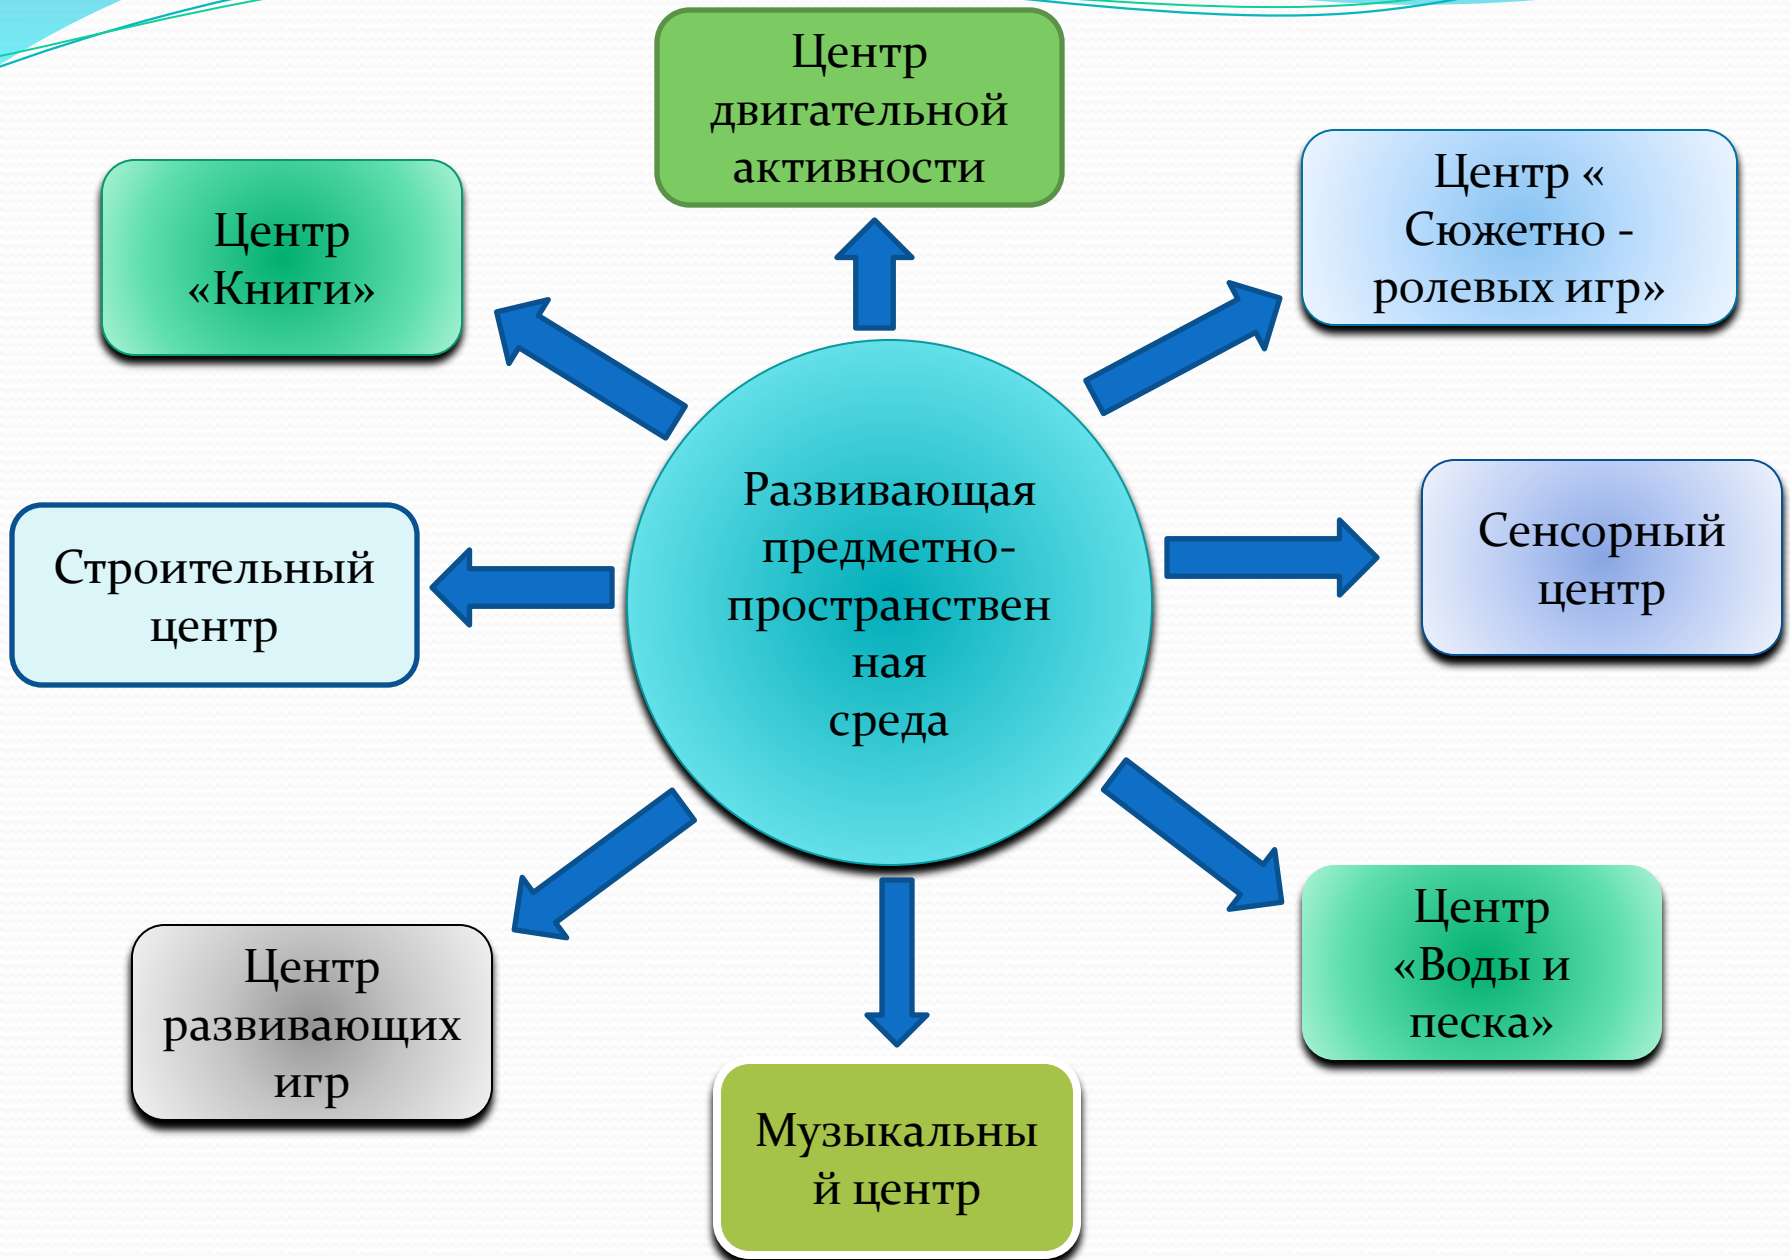 Центр
двигательной
активности
Центр
«Книги»
Центр «
Сюжетно -
ролевых игр»
Развивающая
предметно-
пространствен
ная
среда
Строительный
центр
Сенсорный
центр
Центр
развивающих
игр
Центр
«Воды и
песка»
Музыкальны
й центр